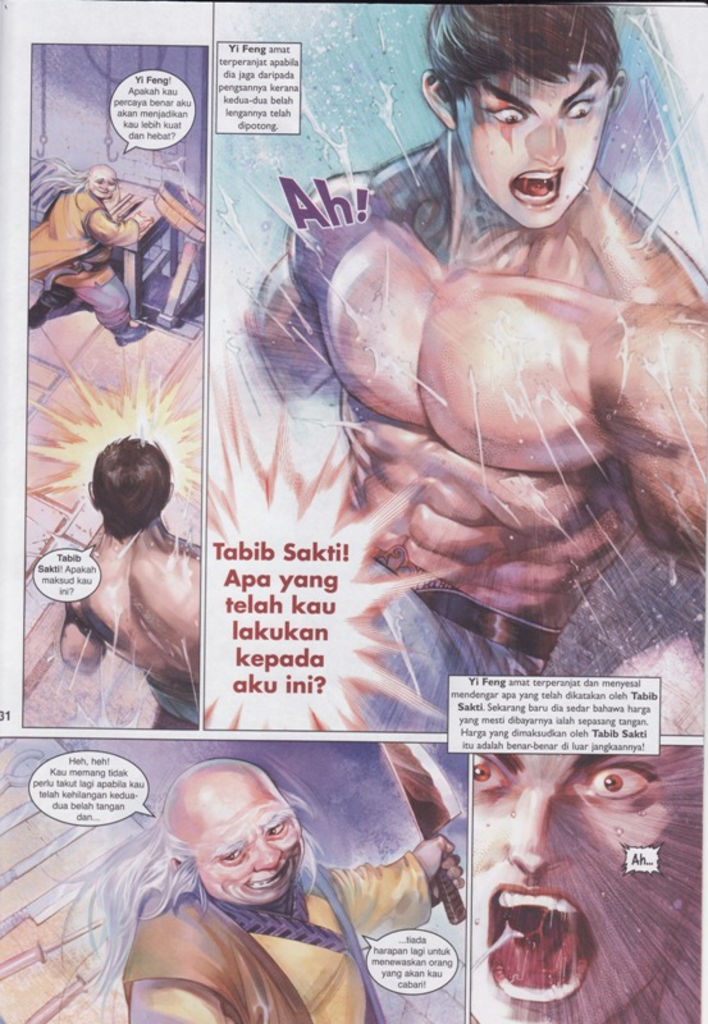 Yi Feng amat
terperanjat apabila
dia jaga daripada
pengsannya kerana
kedua-dua belah
lengannya telah
dipotong.
Yi Feng!
Apakah kau
percaya benar aku
akan menjadarikan
kau lebih kuat
dan hebat?
Ah!
Tabib
Sakti! Apakah
maksud kau
ini?
Tabib Sakti!
Apa yang
telah kau
lakukan
kepada
aku ini?
Yi Feng amat terperanjat dan menyesal
mendengar apa yang telah dikatakan oleh Tabib
Sakti. Sekarang baru dia sedar bahawa harga
yang mesti dibayarnya ialah sepasang tangan.
Harga yang dimaksudkan oleh Tabib Sakti
itu adalah benar-benar di luar jangkaannya!
31
Heh, heh!
Kau memang tidak
perlu takut lagi apabila kau
telah kehilangan kedua-
dua belah tangan
dan...
...tiada
harapan lagi untuk
menewaskan orang
yang akan kau
cabari!
Ah...